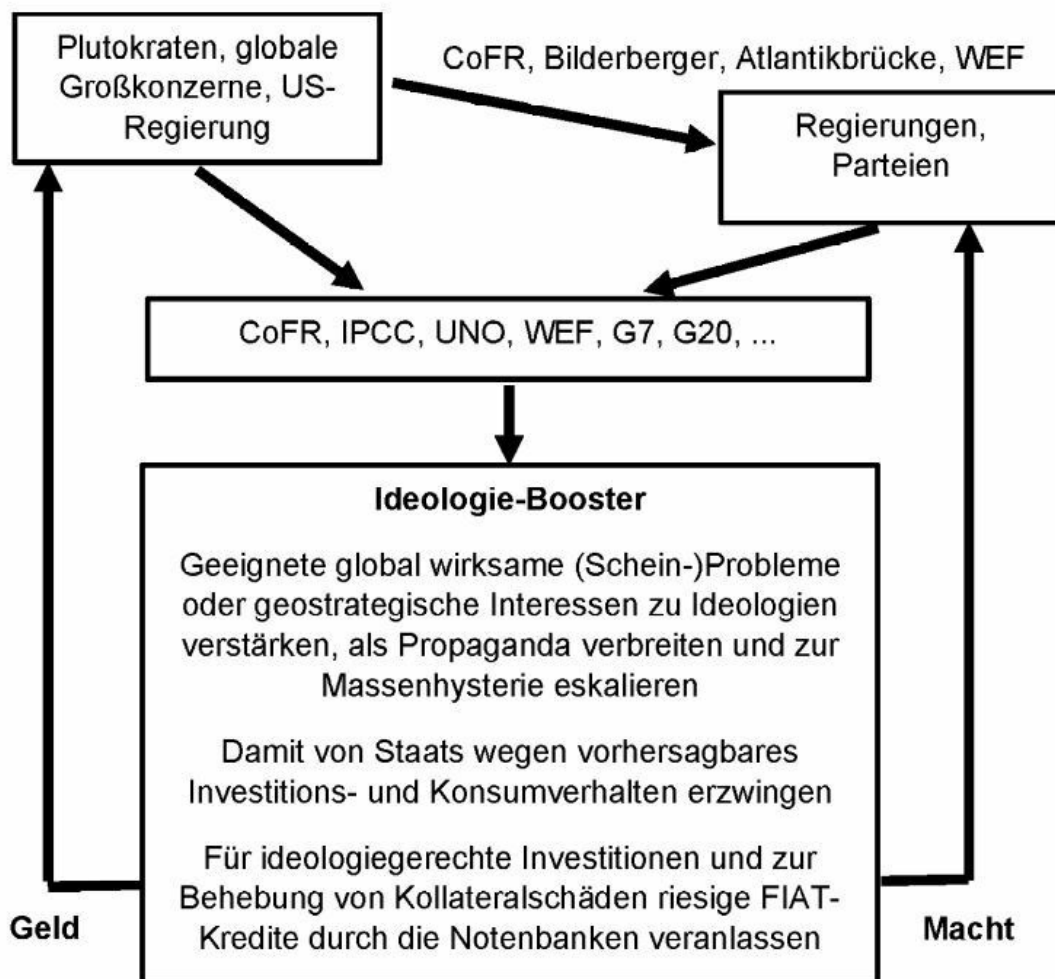 Plutokraten, globale
Großkonzerne, US-
Regierung
CoFR, Bilderberger, Atlantikbrücke, WEF
Regierungen,
Parteien
CoFR, IPCC, UNO, WEF, G7, G20, ...
Ideologie-Booster
Geeignete global wirksame (Schein-)Probleme
oder geostrategische Interessen zu Ideologien
verstärken, als Propaganda verbreiten und zur
Massenhysterie eskalieren
Damit von Staats wegen vorhersagbares
Investitions- und Konsumverhalten erzwingen
Für ideologiegerechte Investitionen und zur
Behebung von Kollateralschäden riesige FIAT-
Kredite durch die Notenbanken veranlassen
Geld
Macht